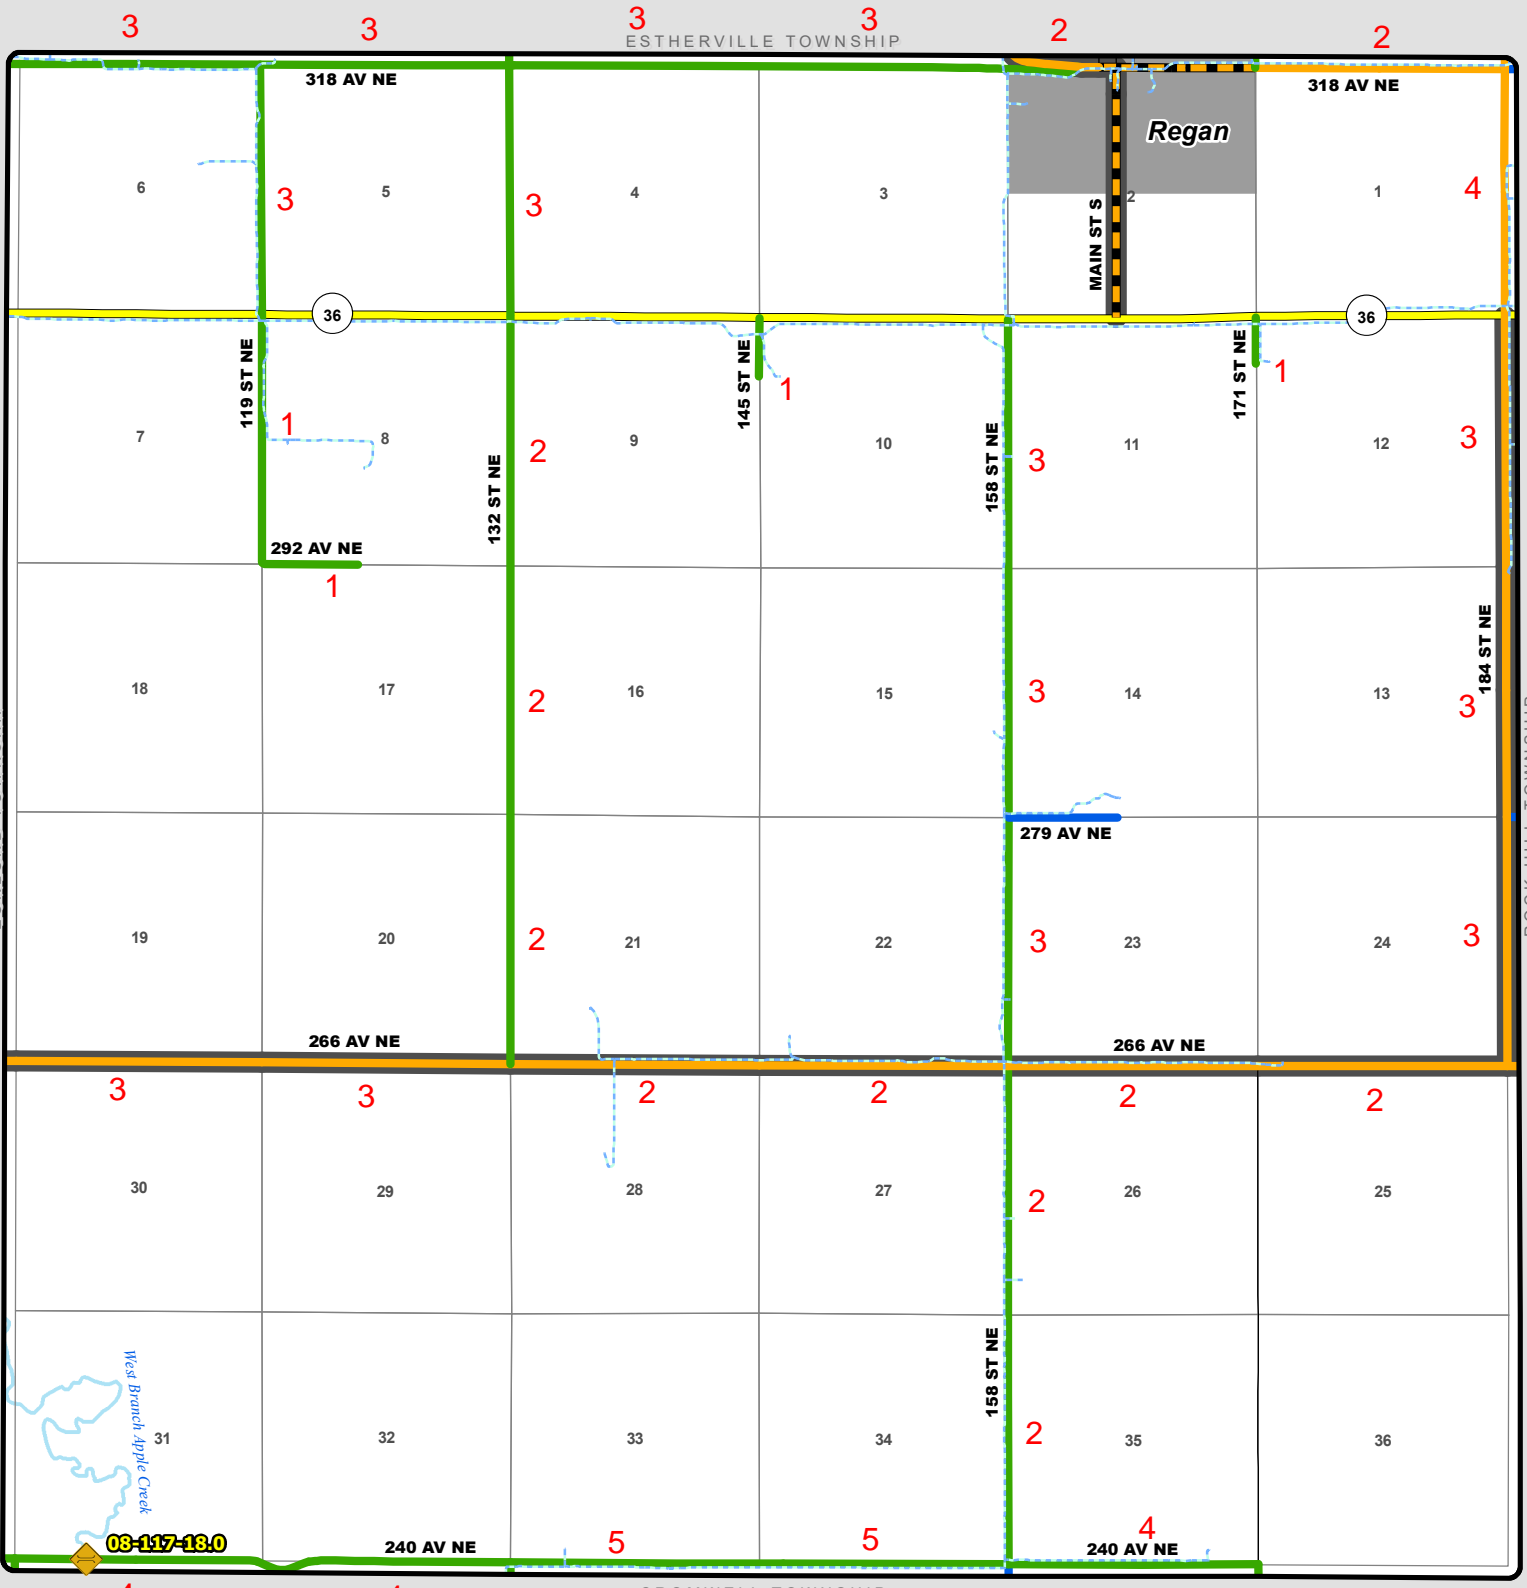 3 3 3 3 2 2
ESTHERVILLE TOWNSHIP
318 AV NE 318 AV NE
Regan
6 3 5 3 4 3 2 1 4
MAIN ST S
36 36
119 ST NE
145 ST NE
171 ST NE
1 1
7 1 8 2 9 10 3 11 12 3
132 ST NE
158 ST NE
292 AV NE
1
184 ST NE
18 17 2 16 15 3 14 13 3
279 AV NE
19 20 2 21 22 3 23 24 3
266 AV NE 266 AV NE
3 3 2 2 2 2
30 29 28 27 2 26 25
West Branch Apple Creek
158 ST NE
31 32 33 34 2 35 36
08-117-18.0
5 5 4
240 AV NE 240 AV NE